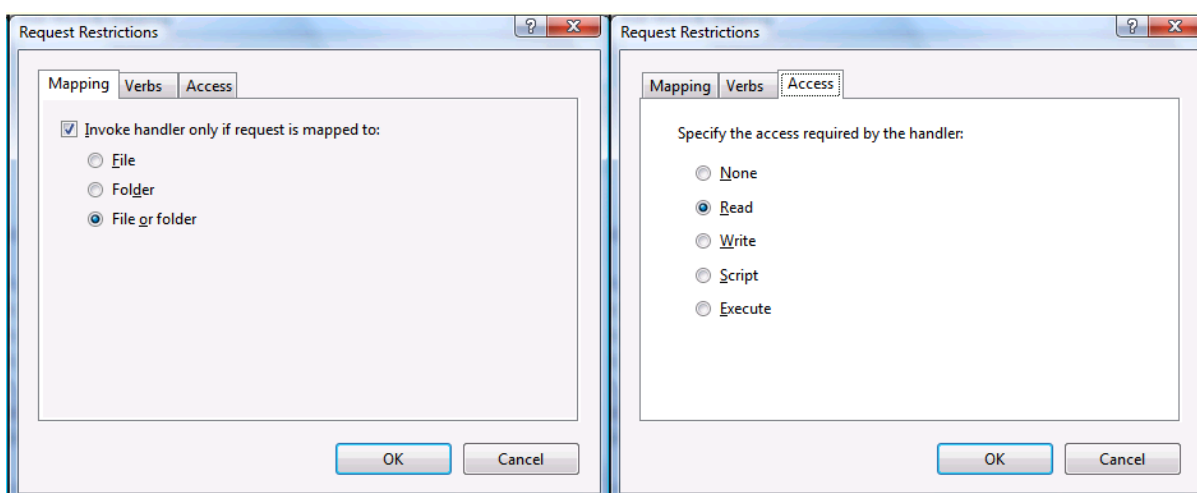 Request Restrictions
Mapping Verbs Access
Invoke handler only if request is mapped to:
File
Folder
File or folder
OK Cancel
Request Restrictions
Mapping Verbs Access
Specify the access required by the handler:
None
Read
Write
Script
Execute
OK Cancel